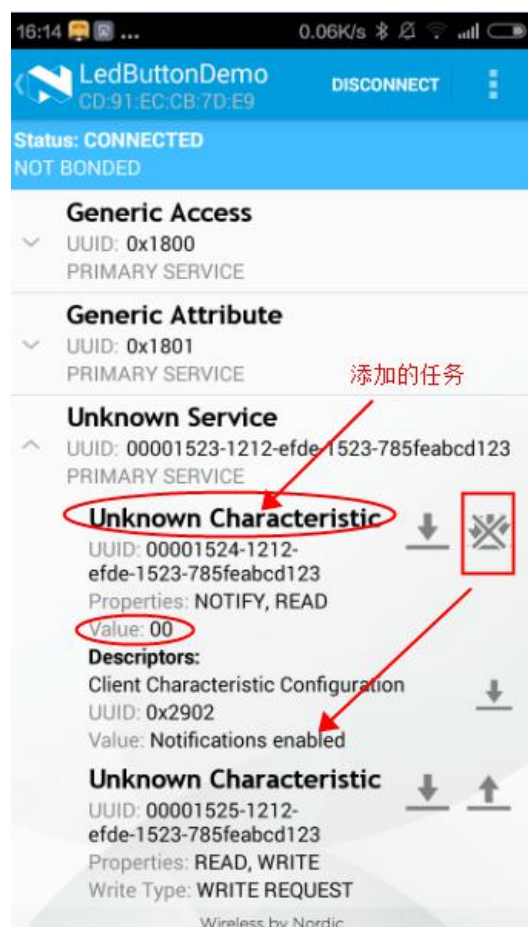 16:14 ... 0.06K/s
LedButtonDemo
CD:91:EC:CB:7D:E9
DISCONNECT
Status: CONNECTED
NOT BONDED
Generic Access
UUID: 0x1800
PRIMARY SERVICE
Generic Attribute
UUID: 0x1801
PRIMARY SERVICE
添加的任务
Unknown Service
UUID: 00001523-1212-efde-1523-785feabcd123
PRIMARY SERVICE
Unknown Characteristic
UUID: 00001524-1212-
efde-1523-785feabcd123
Properties: NOTIFY, READ
Value: 00
Descriptors:
Client Characteristic Configuration
UUID: 0x2902
Value: Notifications enabled
Unknown Characteristic
UUID: 00001525-1212-
efde-1523-785feabcd123
Properties: READ, WRITE
Write Type: WRITE REQUEST
Wireless by Nordic